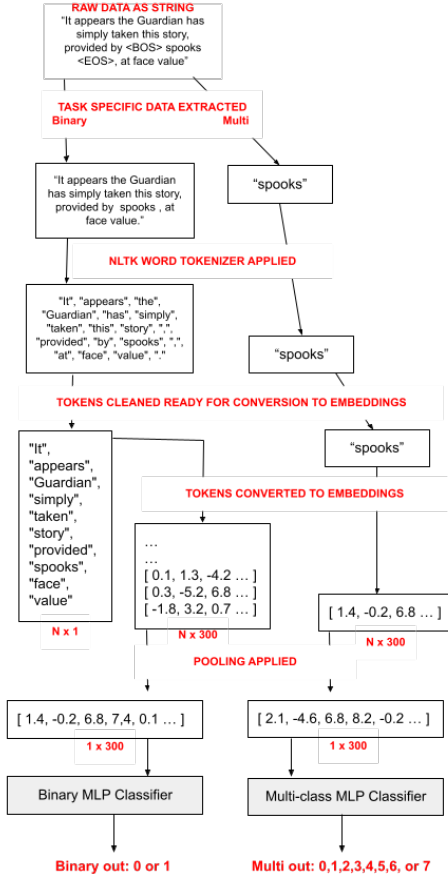 RAW DATA AS STRING
“It appears the Guardian has
simply taken this story,
provided by <BOS> spooks
<EOS>, at face value”
TASK SPECIFIC DATA EXTRACTED
Binary
Multi
“It appears the Guardian
has simply taken this story,
provided by spooks , at
face value.”
“spooks”
NLTK WORD TOKENIZER APPLIED
"It", "appears", "the",
"Guardian", "has", "simply",
"taken", "this", "story", ",",
"provided", "by", "spooks", ",",
"at", "face", "value", "."
“spooks”
TOKENS CLEANED READY FOR CONVERSION TO EMBEDDINGS
"It",
"appears",
"Guardian",
"simply",
"taken",
"story",
"provided",
"spooks",
"face",
"value"
“spooks”
TOKENS CONVERTED TO EMBEDDINGS
...
...
[ 0.1, 1.3, -4.2 ... ]
[ 0.3, -5.2, 6.8 ... ]
[ -1.8, 3.2, 0.7 ... ]
[ 1.4, -0.2, 6.8 ... ]
N x 1
N x 300
N x 300
POOLING APPLIED
[ 1.4, -0.2, 6.8, 7,4, 0.1 ... ]
[ 2.1, -4.6, 6.8, 8.2, -0.2 ... ]
1 x 300
1 x 300
Binary MLP Classifier
Multi-class MLP Classifier
Binary out: 0 or 1
Multi out: 0,1,2,3,4,5,6, or 7